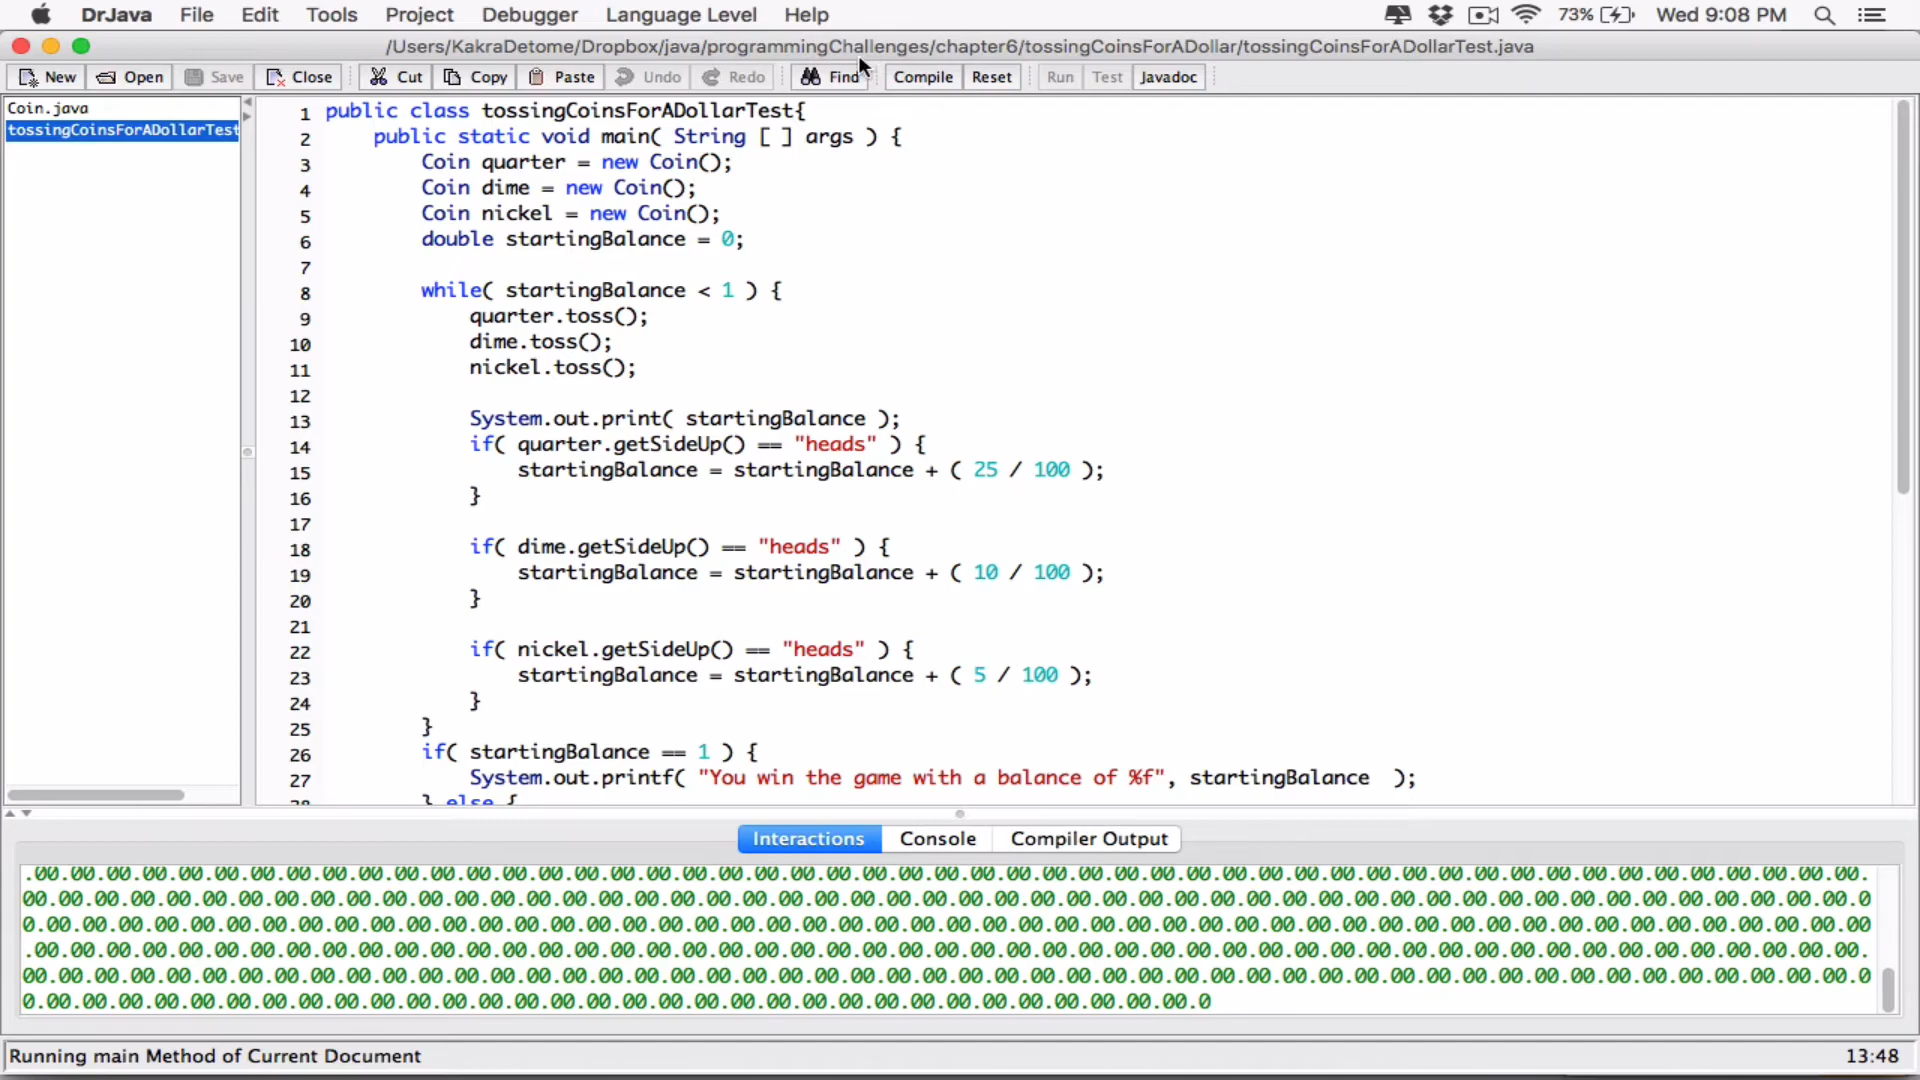 DrJava File Edit Tools Project Debugger Language Level Help 73% Wed 9:08 PM
/Users/KakraDetome/Dropbox/java/programmingChallenges/chapter6/tossingCoinsForADollar/tossingCoinsForADollarTest.java
New Open Save Close Cut Copy Paste Undo Redo Find Compile Reset Run Test Javadoc
Coin.java
tossingCoinsForADollarTest
1 public class tossingCoinsForADollarTest{
2 public static void main( String [ ] args ) {
3 Coin quarter = new Coin();
4 Coin dime = new Coin();
5 Coin nickel = new Coin();
6 double startingBalance = 0;
7
8 while( startingBalance < 1 ) {
9 quarter.toss();
10 dime.toss();
11 nickel.toss();
12
13 System.out.print( startingBalance );
14 if( quarter.getSideUp() == "heads" ) {
15 startingBalance = startingBalance + ( 25 / 100 );
16 }
17
18 if( dime.getSideUp() == "heads" ) {
19 startingBalance = startingBalance + ( 10 / 100 );
20 }
21
22 if( nickel.getSideUp() == "heads" ) {
23 startingBalance = startingBalance + ( 5 / 100 );
24 }
25 }
26 if( startingBalance == 1 ) {
27 System.out.printf( "You win the game with a balance of %f", startingBalance );
28 } else {
Interactions Console Compiler Output
.00.00.00.00.00.00.00.00.00.00.00.00.00.00.00.00.00.00.00.00.00.00.00.00.00.00.00.00.00.00.00.00.00.00.00.00.00.00.00.00.00.00.00.00.00.00.00.00.00.00.00.
00.00.00.00.00.00.00.00.00.00.00.00.00.00.00.00.00.00.00.00.00.00.00.00.00.00.00.00.00.00.00.00.00.00.00.00.00.00.00.00.00.00.00.00.00.00.00.00.00.00.00.0
0.00.00.00.00.00.00.00.00.00.00.00.00.00.00.00.00.00.00.00.00.00.00.00.00.00.00.00.00.00.00.00.00.00.00.00.00.00.00.00.00.00.00.00.00.00.00.00.00.00.00.00
.00.00.00.00.00.00.00.00.00.00.00.00.00.00.00.00.00.00.00.00.00.00.00.00.00.00.00.00.00.00.00.00.00.00.00.00.00.00.00.00.00.00.00.00.00.00.00.00.00.00.00.
00.00.00.00.00.00.00.00.00.00.00.00.00.00.00.00.00.00.00.00.00.00.00.00.00.00.00.00.00.00.00.00.00.00.00.00.00.00.00.00.00.00.00.00.00.00.00.00.00.00.00.0
0.00.00.00.00.00.00.00.00.00.00.00.00.00.00.00.00.00.00.00.00.00.00.00.00.00.00.00.00.00.00.00.00.0
Running main Method of Current Document 13:48